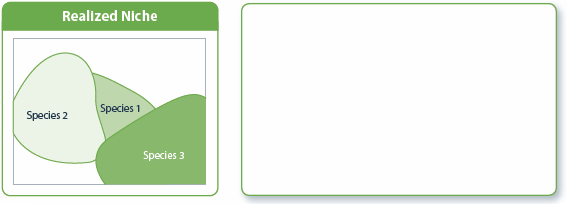 Realized Niche
Species 1
Species 2
Species 3